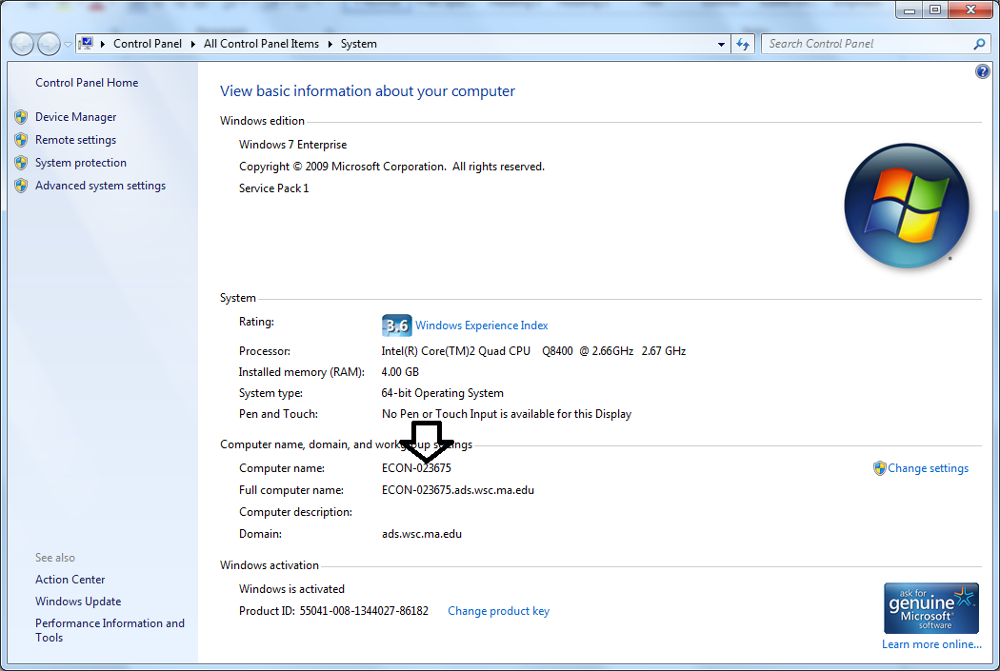 Control Panel All Control Panel Items System
Search Control Panel
Control Panel Home
Device Manager
Remote settings
System protection
Advanced system settings
See also
Action Center
Windows Update
Performance Information and
Tools
View basic information about your computer
Windows edition
Windows 7 Enterprise
Copyright © 2009 Microsoft Corporation. All rights reserved.
Service Pack 1
System
Rating: 3.6 Windows Experience Index
Processor: Intel(R) Core(TM)2 Quad CPU Q8400 @ 2.66GHz 2.67 GHz
Installed memory (RAM): 4.00 GB
System type: 64-bit Operating System
Pen and Touch: No Pen or Touch Input is available for this Display
Computer name, domain, and workgroup settings
Computer name: ECON-023675 Change settings
Full computer name: ECON-023675.ads.wsc.ma.edu
Computer description:
Domain: ads.wsc.ma.edu
Windows activation
Windows is activated
Product ID: 55041-008-1344027-86182 Change product key
ask for
genuine
Microsoft
software
Learn more online...